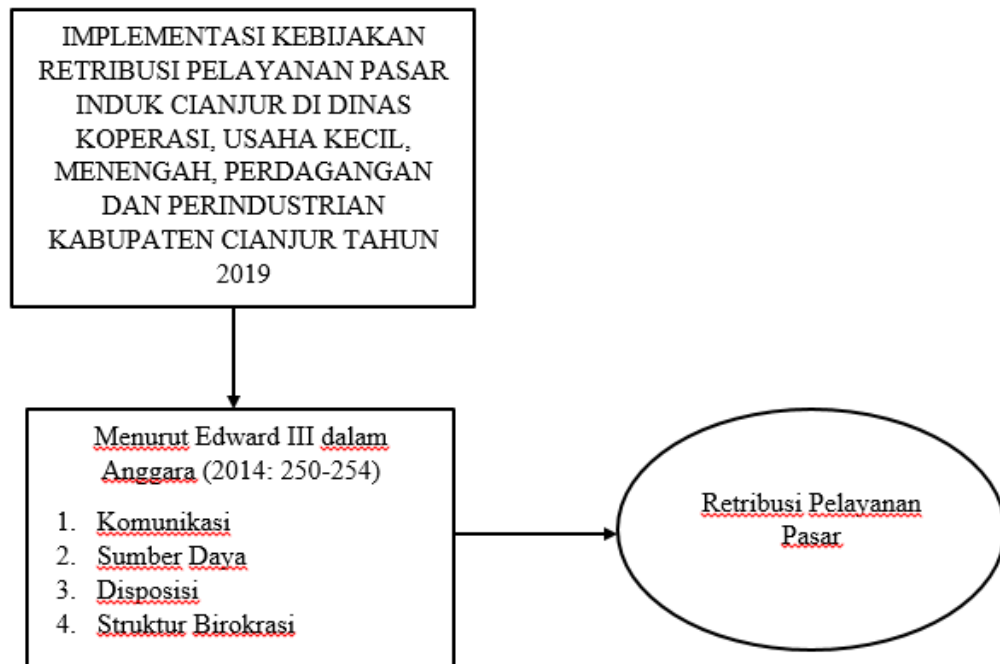 IMPLEMENTASI KEBIJAKAN
RETRIBUSI PELAYANAN PASAR
INDUK CIANJUR DI DINAS
KOPERASI, USAHA KECIL,
MENENGAH, PERDAGANGAN
DAN PERINDUSTRIAN
KABUPATEN CIANJUR TAHUN
2019
Menurut Edward III dalam
Anggara (2014: 250-254)
1. Komunikasi
2. Sumber Daya
3. Disposisi
4. Struktur Birokrasi
Retribusi Pelayanan
Pasar